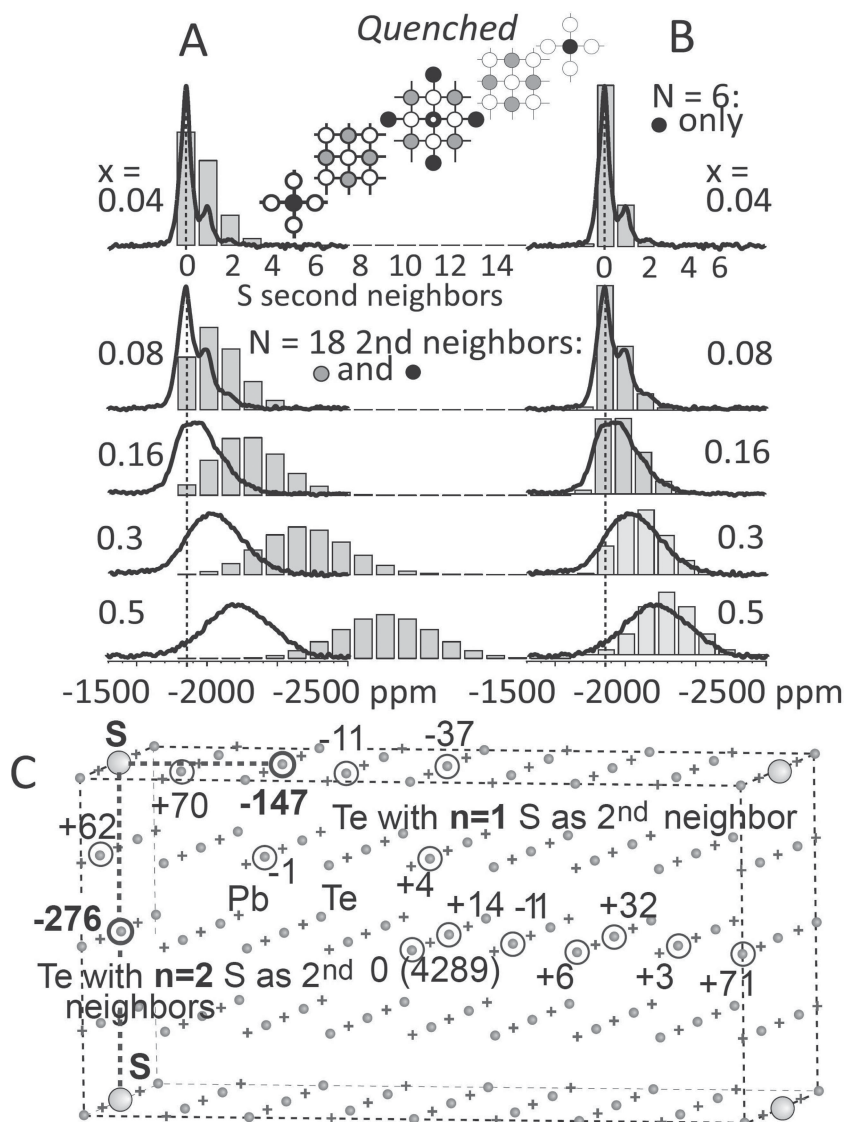 A
Quenched
B
N = 6:
● only
x =
0.04
x =
0.04
0 2 4 6 8 10 12 14
S second neighbors
0 2 4 6
0.08
N = 18 2nd neighbors:
and
0.08
0.16
0.16
0.3
0.3
0.5
0.5
-1500 -2000 -2500 ppm
-1500 -2000 -2500 ppm
C
S
-11
-37
+70
-147
Te with n=1 S as 2nd neighbor
+62
-1
+4
Pb Te
-276
+14
-11
+32
Te with n=2 S as 2nd
neighbors
0 (4289)
+6
+3
+71
S